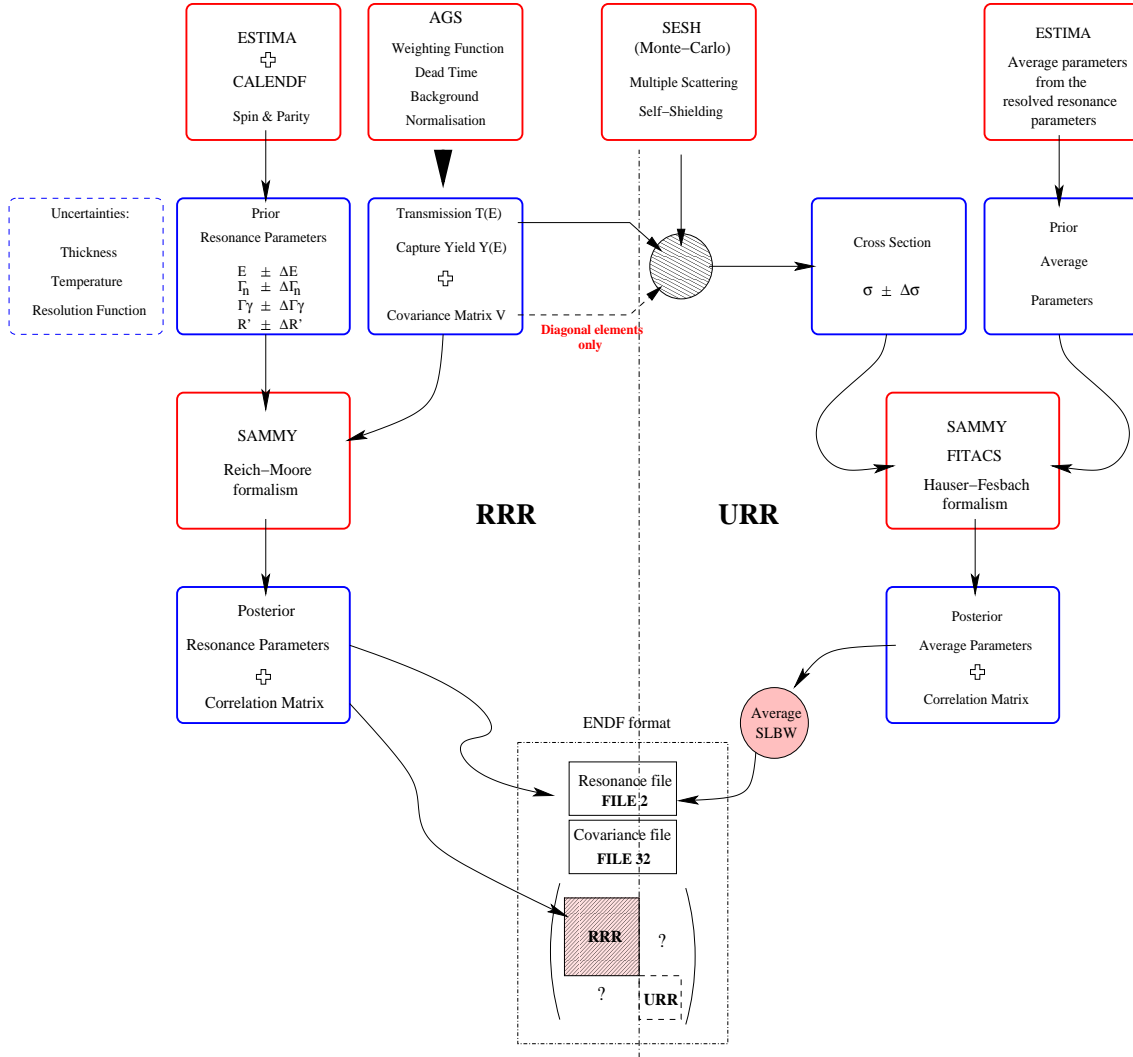 ESTIMA
CALENDF
Spin & Parity
AGS
Weighting Function
Dead Time
Background
Normalisation
SESH
(Monte−Carlo)
Multiple Scattering
Self−Shielding
ESTIMA
Average parameters
from the
resolved resonance
parameters
Uncertainties:
Thickness
Temperature
Resolution Function
Prior
Resonance Parameters
E ± ΔE
Γn ± ΔΓn
Γγ ± ΔΓγ
R' ± ΔR'
Transmission T(E)
Capture Yield Y(E)
Covariance Matrix V
Diagonal elements
only
Cross Section
σ ± Δσ
Prior
Average
Parameters
SAMMY
Reich−Moore
formalism
RRR
URR
SAMMY
FITACS
Hauser−Fesbach
formalism
Posterior
Resonance Parameters
Correlation Matrix
Posterior
Average Parameters
Correlation Matrix
Average
SLBW
ENDF format
Resonance file
FILE 2
Covariance file
FILE 32
RRR
?
?
URR